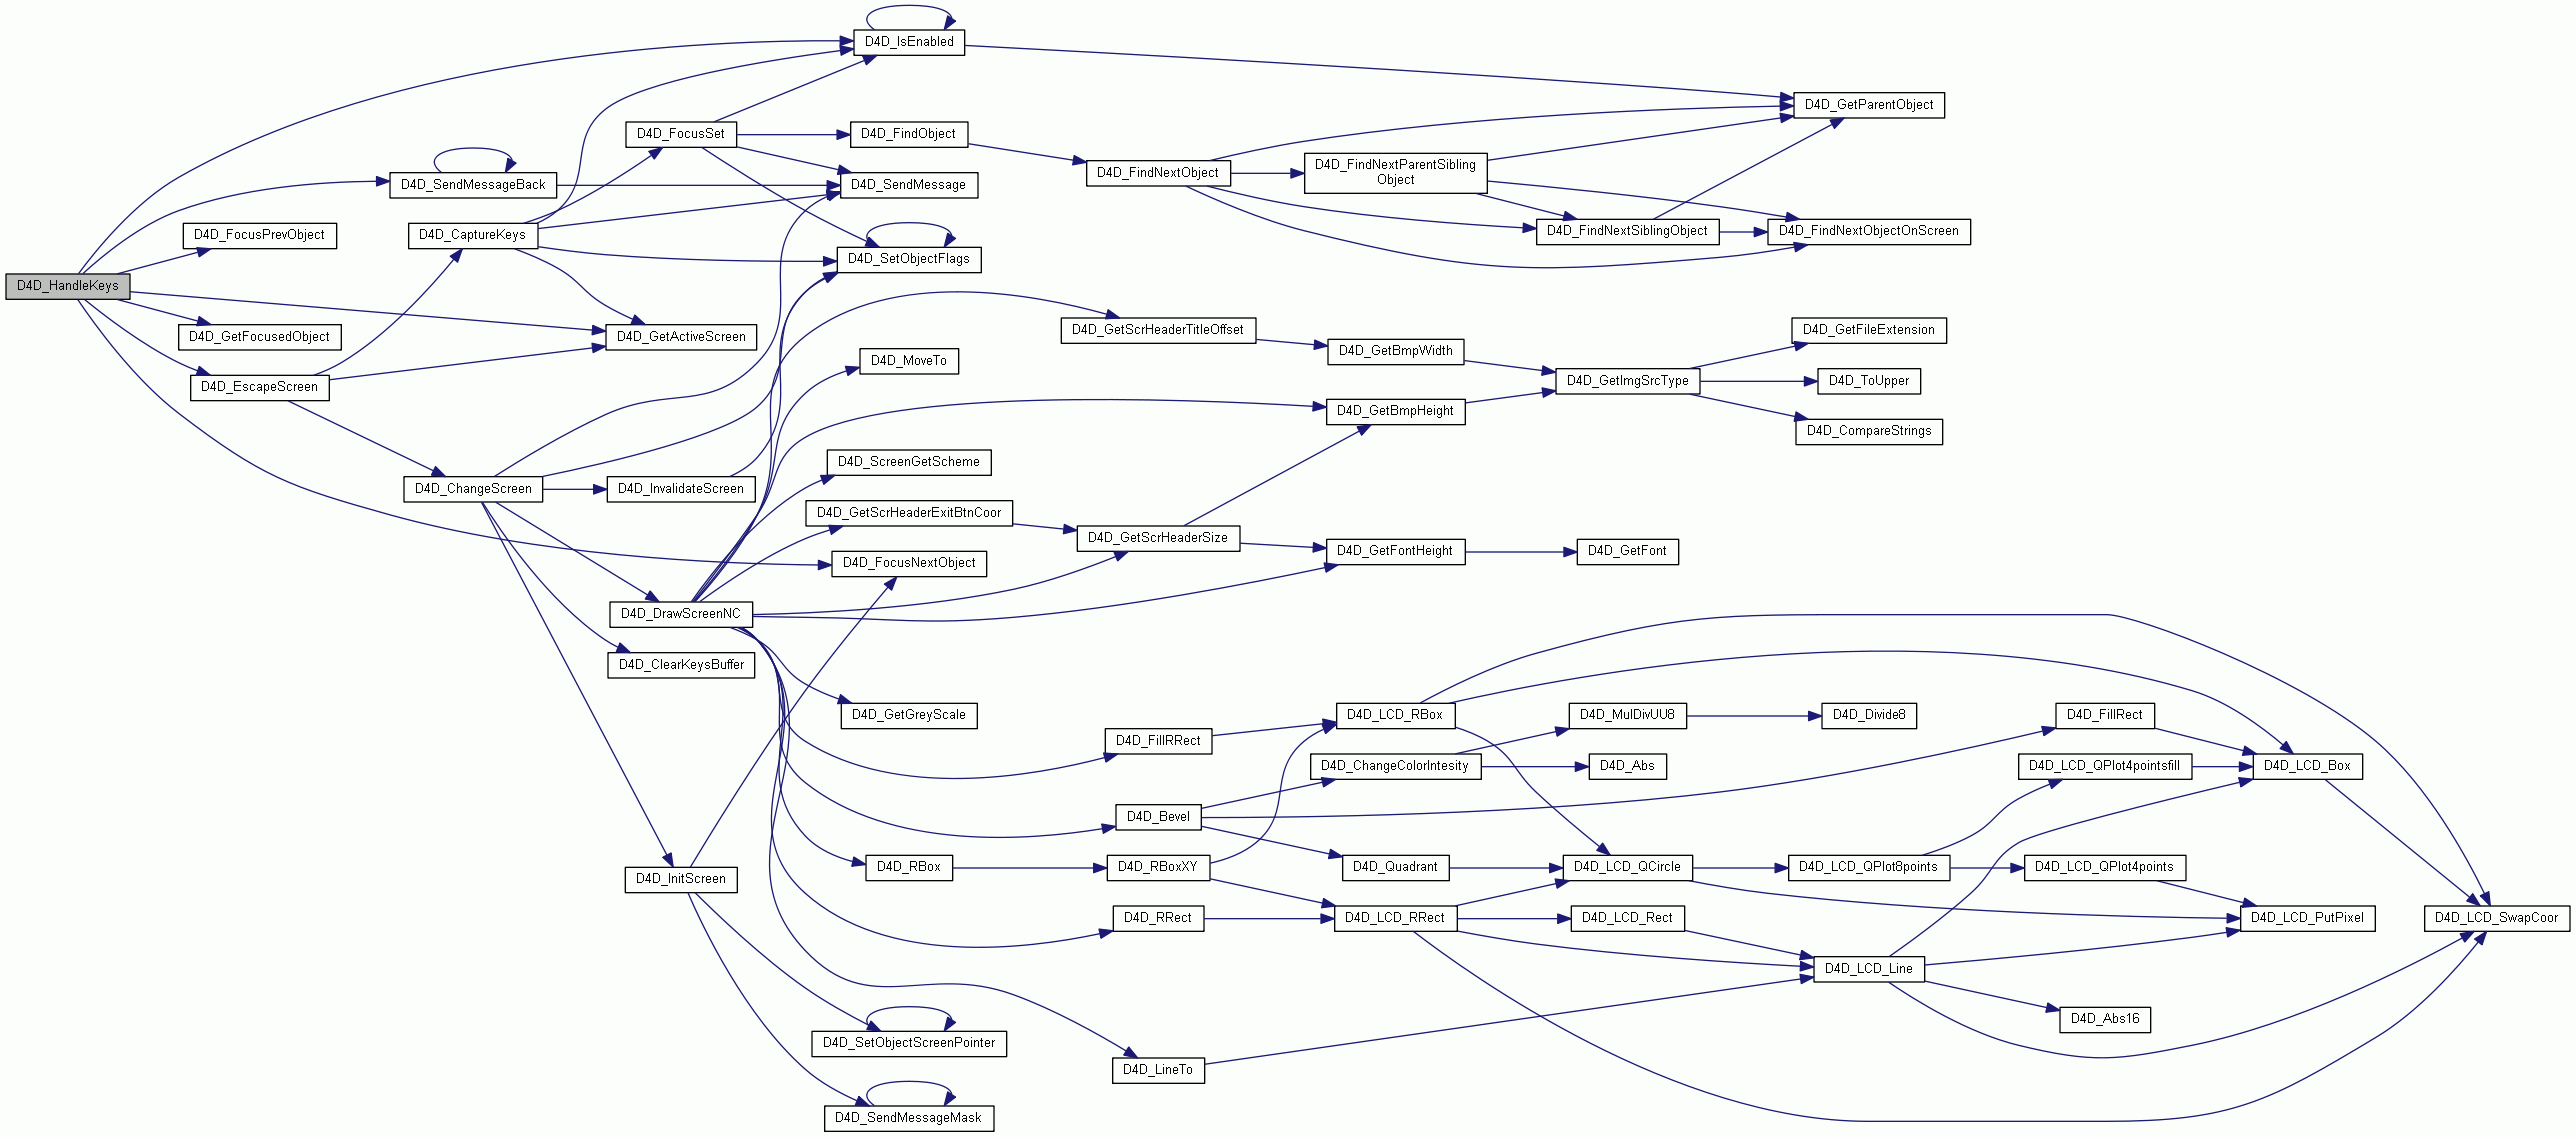 D4D_IsEnabled
D4D_GetParentObject
D4D_FocusSet
D4D_FindObject
D4D_FindNextObject
D4D_FindNextParentSibling
Object
D4D_SendMessageBack
D4D_SendMessage
D4D_FocusPrevObject
D4D_CaptureKeys
D4D_FindNextSiblingObject
D4D_FindNextObjectOnScreen
D4D_SetObjectFlags
D4D_HandleKeys
D4D_GetFocusedObject
D4D_GetActiveScreen
D4D_GetScrHeaderTitleOffset
D4D_GetFileExtension
D4D_GetBmpWidth
D4D_MoveTo
D4D_EscapeScreen
D4D_GetImgSrcType
D4D_ToUpper
D4D_GetBmpHeight
D4D_CompareStrings
D4D_ScreenGetScheme
D4D_ChangeScreen
D4D_InvalidateScreen
D4D_GetScrHeaderExitBtnCoor
D4D_GetScrHeaderSize
D4D_GetFontHeight
D4D_GetFont
D4D_FocusNextObject
D4D_DrawScreenNC
D4D_ClearKeysBuffer
D4D_GetGreyScale
D4D_LCD_RBox
D4D_MulDivUU8
D4D_Divide8
D4D_FillRect
D4D_FillRRect
D4D_ChangeColorIntesity
D4D_Abs
D4D_LCD_QPlot4pointsfill
D4D_LCD_Box
D4D_Bevel
D4D_RBox
D4D_RBoxXY
D4D_Quadrant
D4D_LCD_QCircle
D4D_LCD_QPlot8points
D4D_LCD_QPlot4points
D4D_InitScreen
D4D_RRect
D4D_LCD_RRect
D4D_LCD_Rect
D4D_LCD_PutPixel
D4D_LCD_SwapCoor
D4D_LCD_Line
D4D_Abs16
D4D_SetObjectScreenPointer
D4D_LineTo
D4D_SendMessageMask